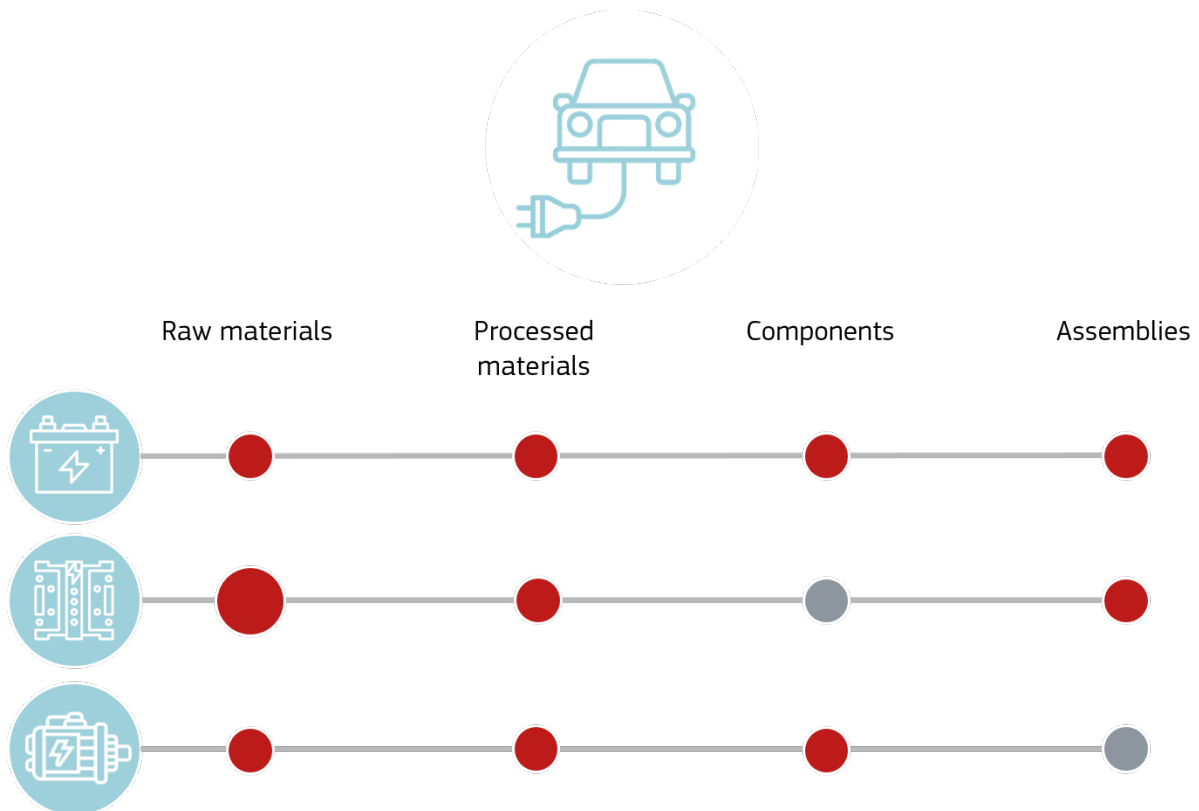 Raw materials
Processed
materials
Components
Assemblies